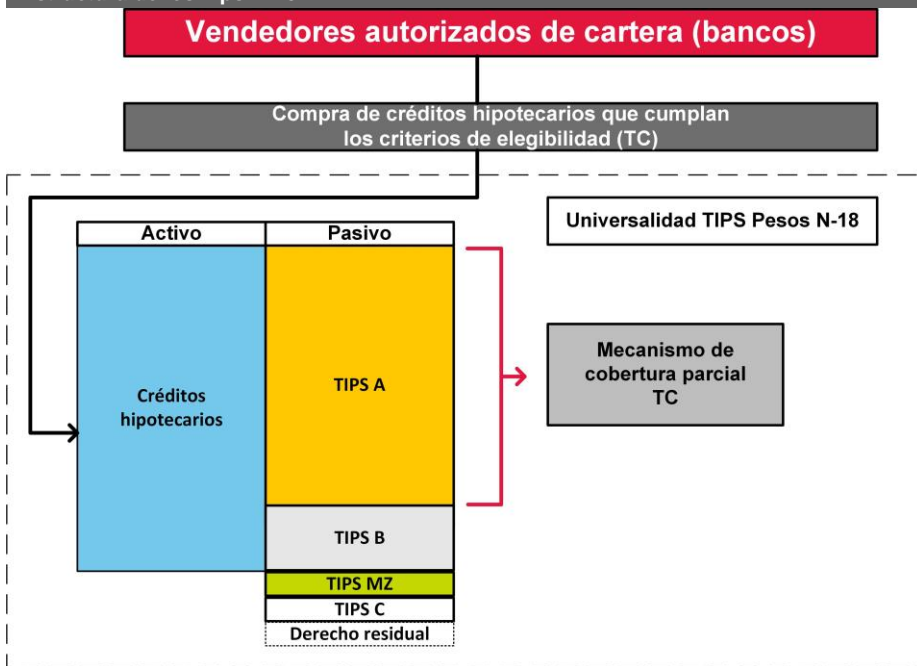 Vendedores autorizados de cartera (bancos)
Compra de créditos hipotecarios que cumplan
los criterios de elegibilidad (TC)
Universalidad TIPS Pesos N-18
Activo
Pasivo
Créditos
hipotecarios
TIPS A
Mecanismo de
cobertura parcial
TC
TIPS B
TIPS MZ
TIPS C
Derecho residual